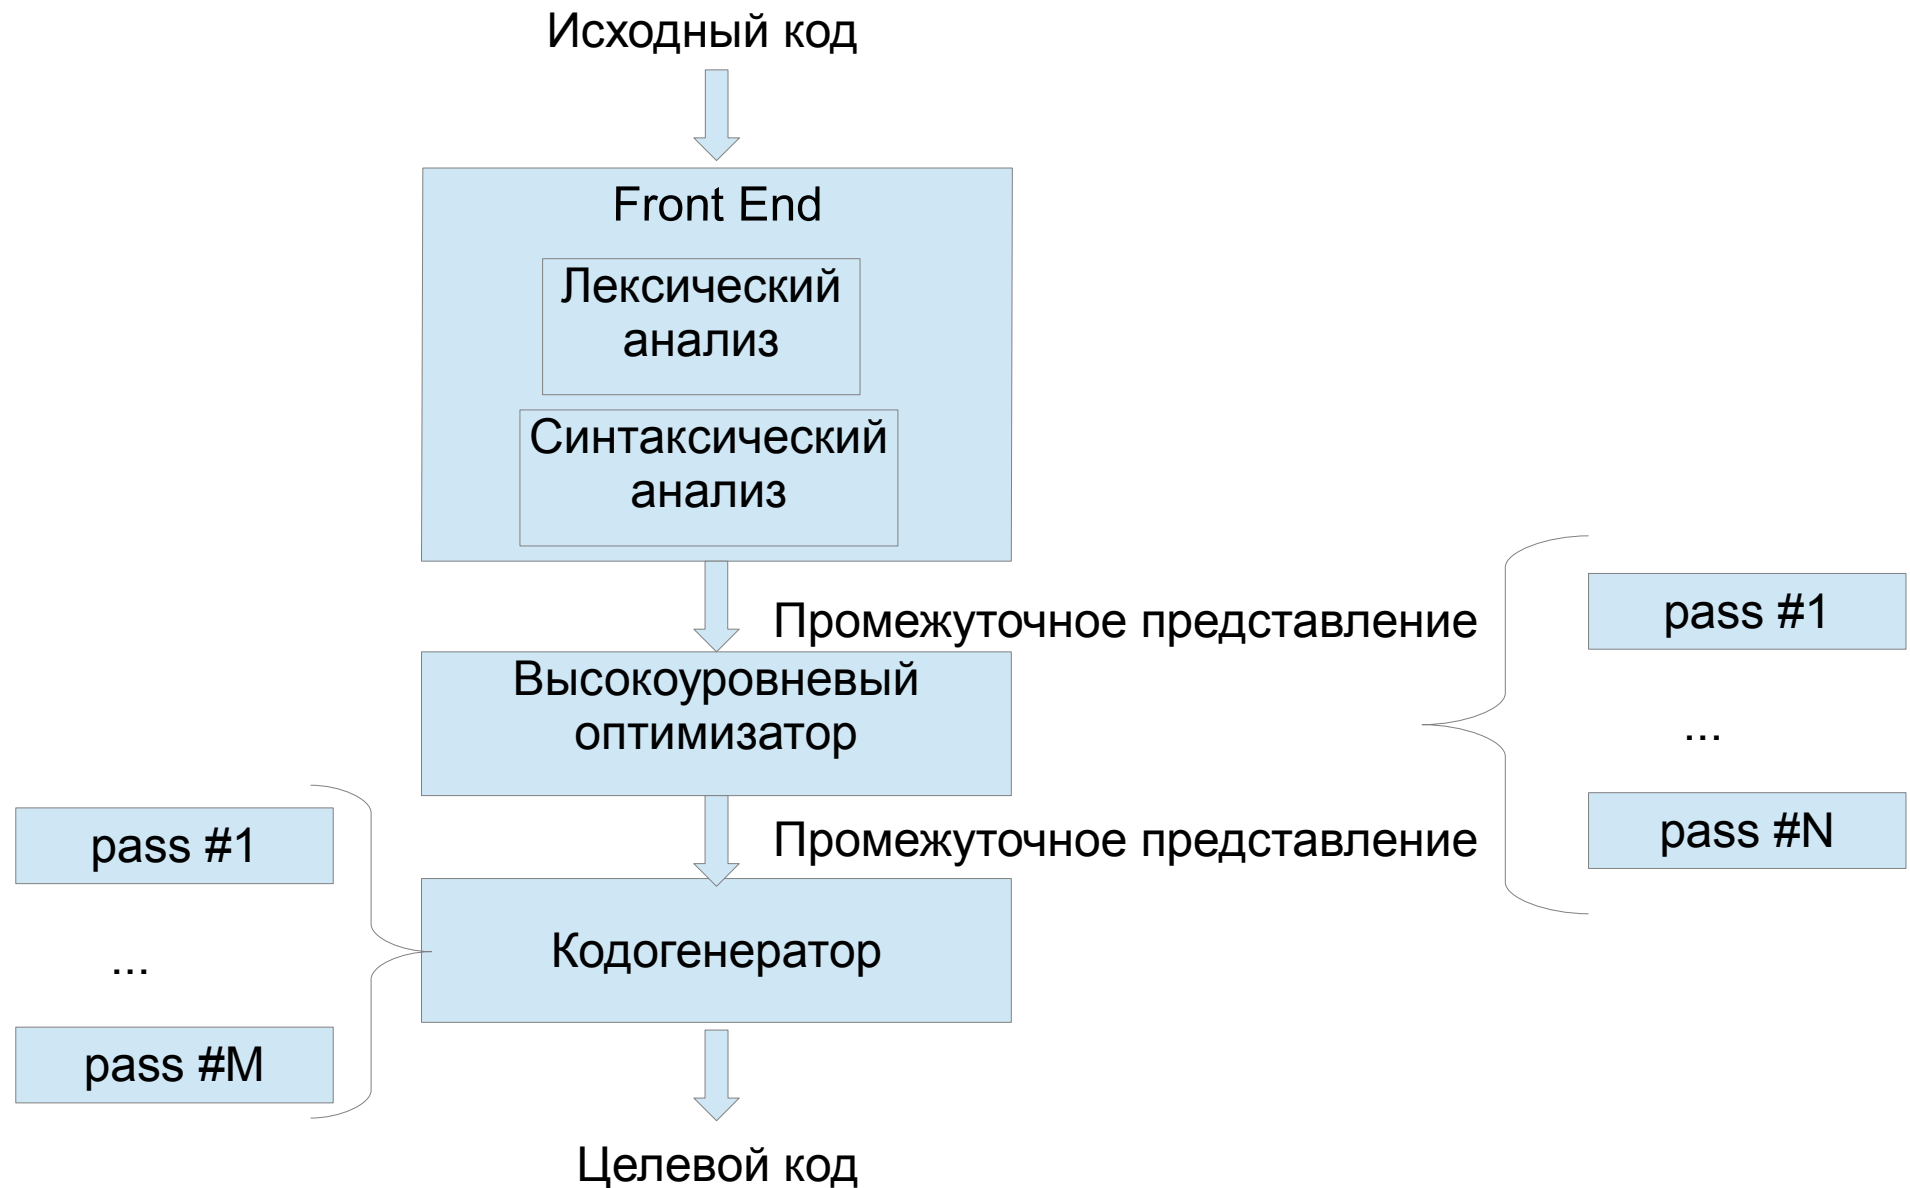 Исходный код
Front End
Лексический
анализ
Синтаксический
анализ
Промежуточное представление
Высокоуровневый
оптимизатор
pass #1
...
pass #N
Промежуточное представление
Кодогенератор
pass #1
...
pass #M
Целевой код